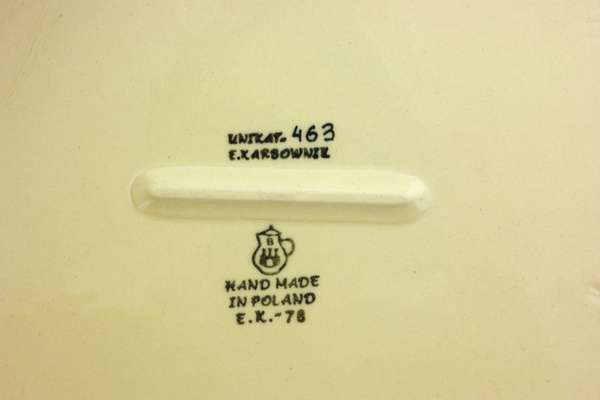 UNIKAT- 463
E.KARBOWNIK
B
HAND MADE
IN POLAND
E.K.-78